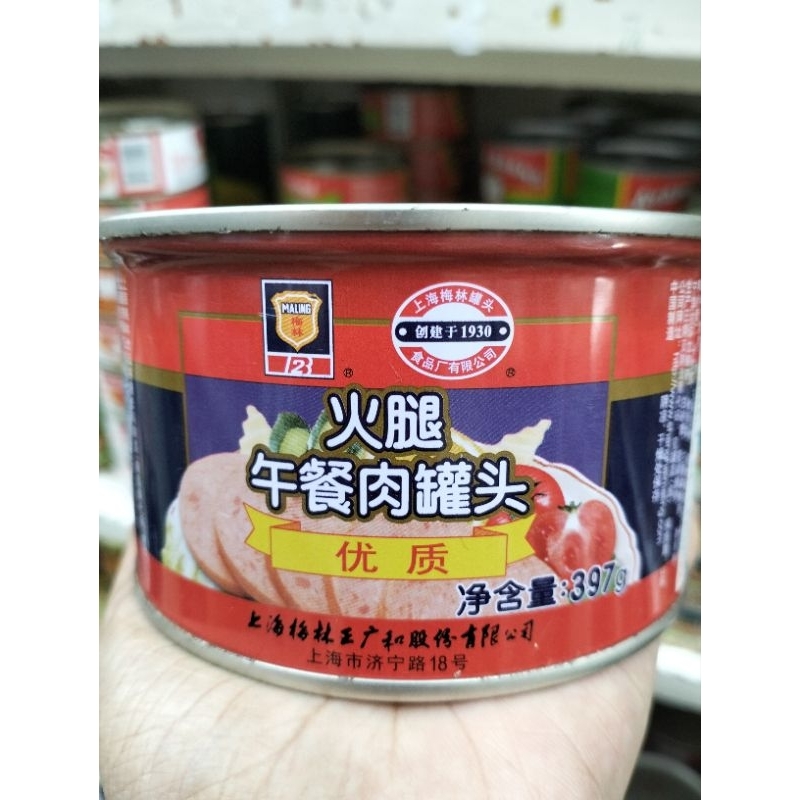 MALING
梅林
B2
®
上海梅林罐头
创建于1930
食品厂有限公司
®
火腿
午餐肉罐头
优质
净含量:397g
上海梅林正广和股份有限公司
上海市济宁路18号